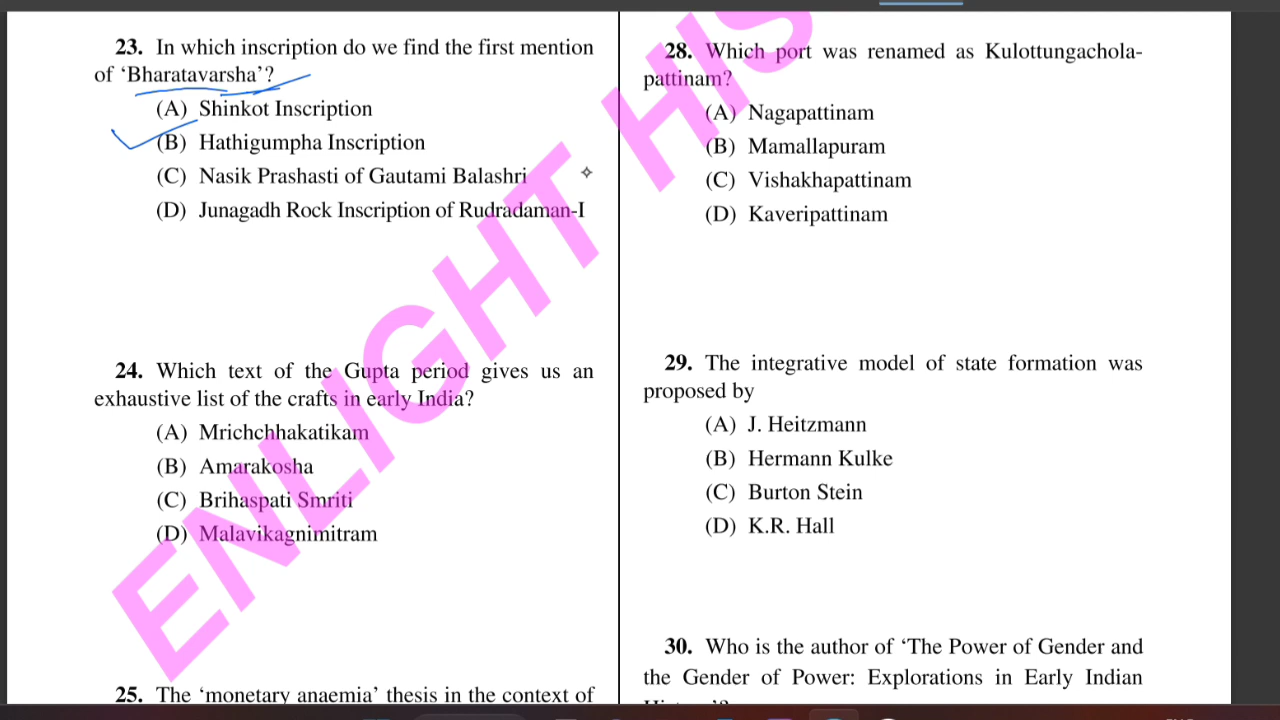 23. In which inscription do we find the first mention
of ‘Bharatavarsha’?
(A) Shinkot Inscription
(B) Hathigumpha Inscription
(C) Nasik Prashasti of Gautami Balashri
(D) Junagadh Rock Inscription of Rudradaman-I
24. Which text of the Gupta period gives us an
exhaustive list of the crafts in early India?
(A) Mrichchhakatikam
(B) Amarakosha
(C) Brihaspati Smriti
(D) Malavikagnimitram
25. The ‘monetary anaemia’ thesis in the context of
28. Which port was renamed as Kulottungachola-
pattinam?
(A) Nagapattinam
(B) Mamallapuram
(C) Vishakhapattinam
(D) Kaveripattinam
29. The integrative model of state formation was
proposed by
(A) J. Heitzmann
(B) Hermann Kulke
(C) Burton Stein
(D) K.R. Hall
30. Who is the author of ‘The Power of Gender and
the Gender of Power: Explorations in Early Indian
ENLIGHT HIS